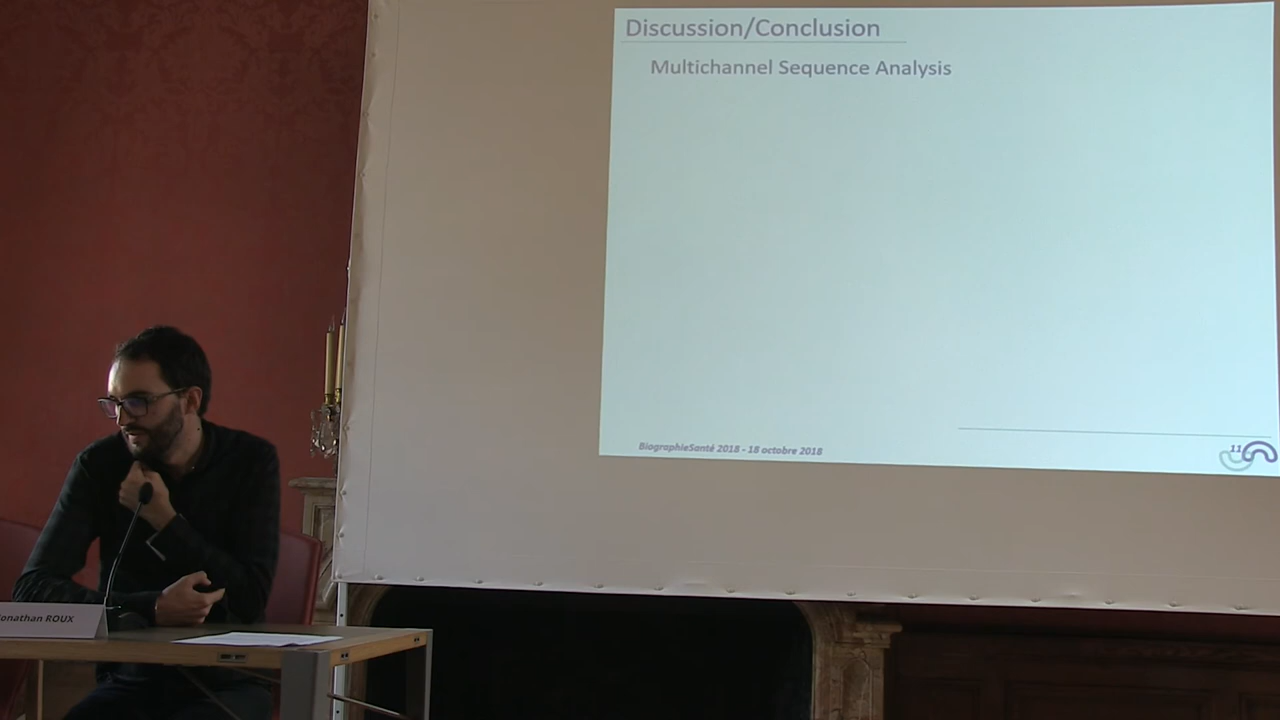 Discussion/Conclusion
Multichannel Sequence Analysis
BiographieSanté 2018 - 18 octobre 2018
11
onathan ROUX